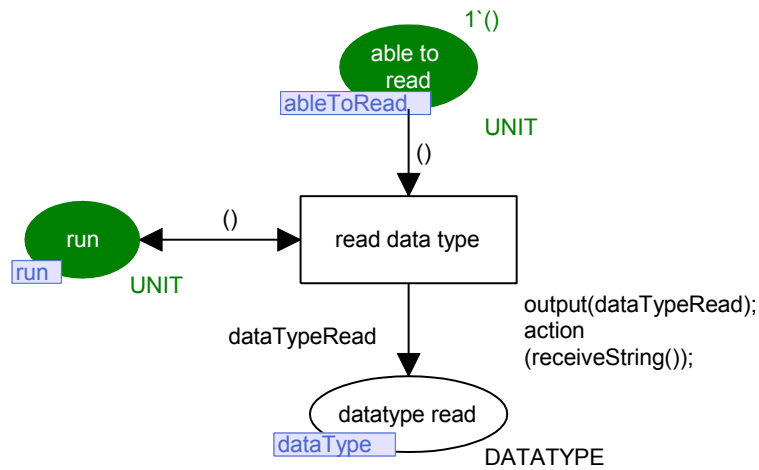 1`()
able to
read
ableToRead
UNIT
()
()
run
read data type
run
UNIT
output(dataTypeRead);
action
(receiveString());
dataTypeRead
datatype read
dataType
DATATYPE